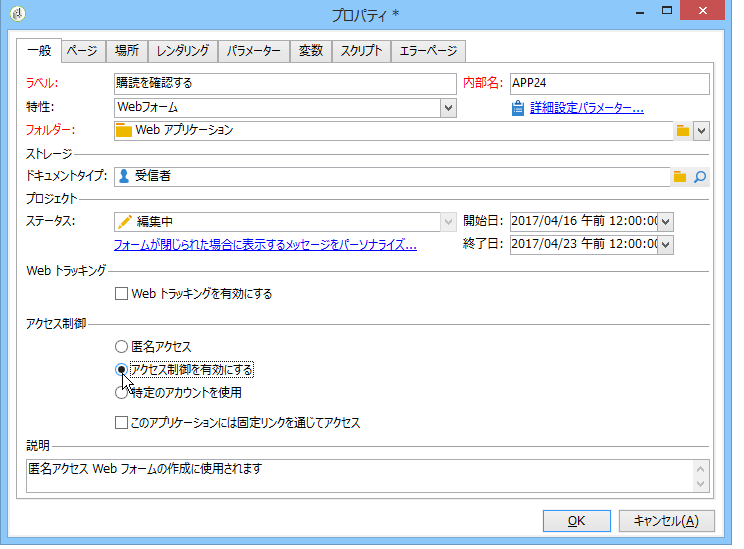 プロパティ *
一般 ページ 場所 レンダリング パラメーター 変数 スクリプト エラーページ
ラベル: 購読を確認する 内部名: APP24
特性: Webフォーム 詳細設定パラメーター...
フォルダー: Web アプリケーション
ストレージ
ドキュメントタイプ: 受信者
プロジェクト
ステータス: 編集中 開始日: 2017/04/16 午前 12:00:00
フォームが閉じられた場合に表示するメッセージをパーソナライズ... 終了日: 2017/04/23 午前 12:00:00
Web トラッキング
Web トラッキングを有効にする
アクセス制御
匿名アクセス
アクセス制御を有効にする
特定のアカウントを使用
このアプリケーションには固定リンクを通じてアクセス
説明
匿名アクセス Web フォームの作成に使用されます
OK キャンセル(A)